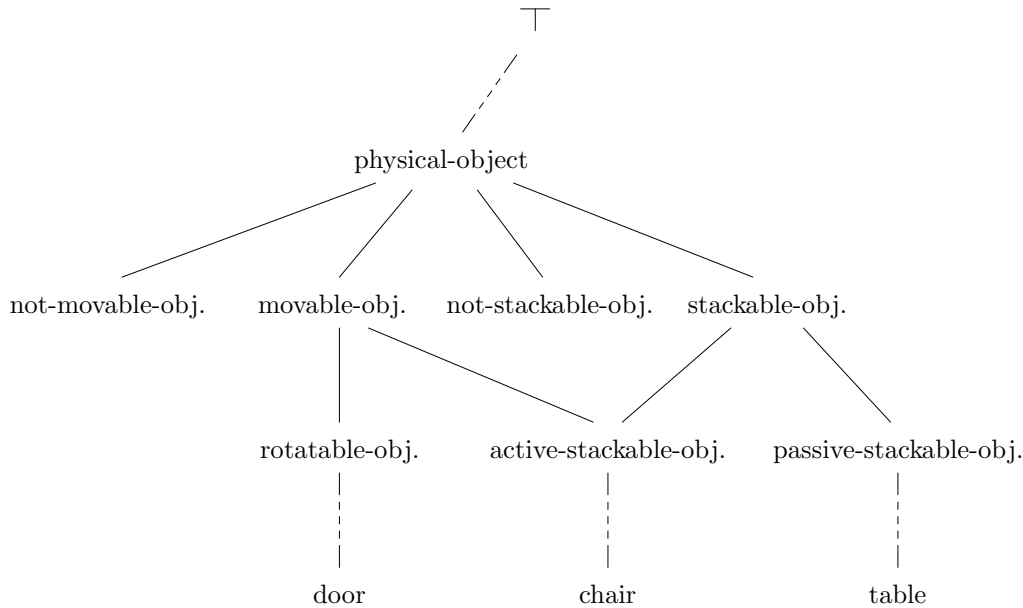 ⊤
physical-object
not-movable-obj. movable-obj. not-stackable-obj. stackable-obj.
rotatable-obj. active-stackable-obj. passive-stackable-obj.
door chair table